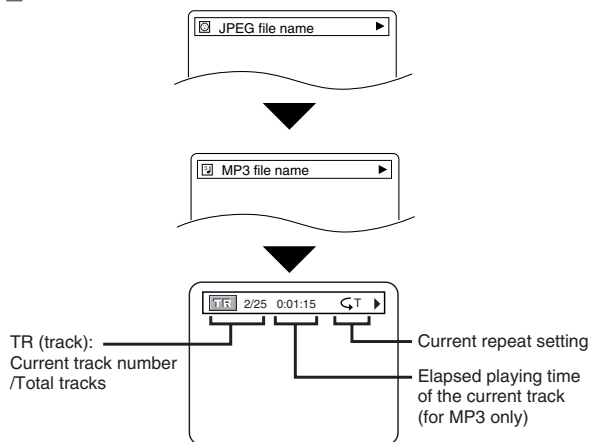 JPEG file name
MP3 file name
TR 2/25 0:01:15 T
TR (track):
Current track number
/Total tracks
Current repeat setting
Elapsed playing time
of the current track
(for MP3 only)